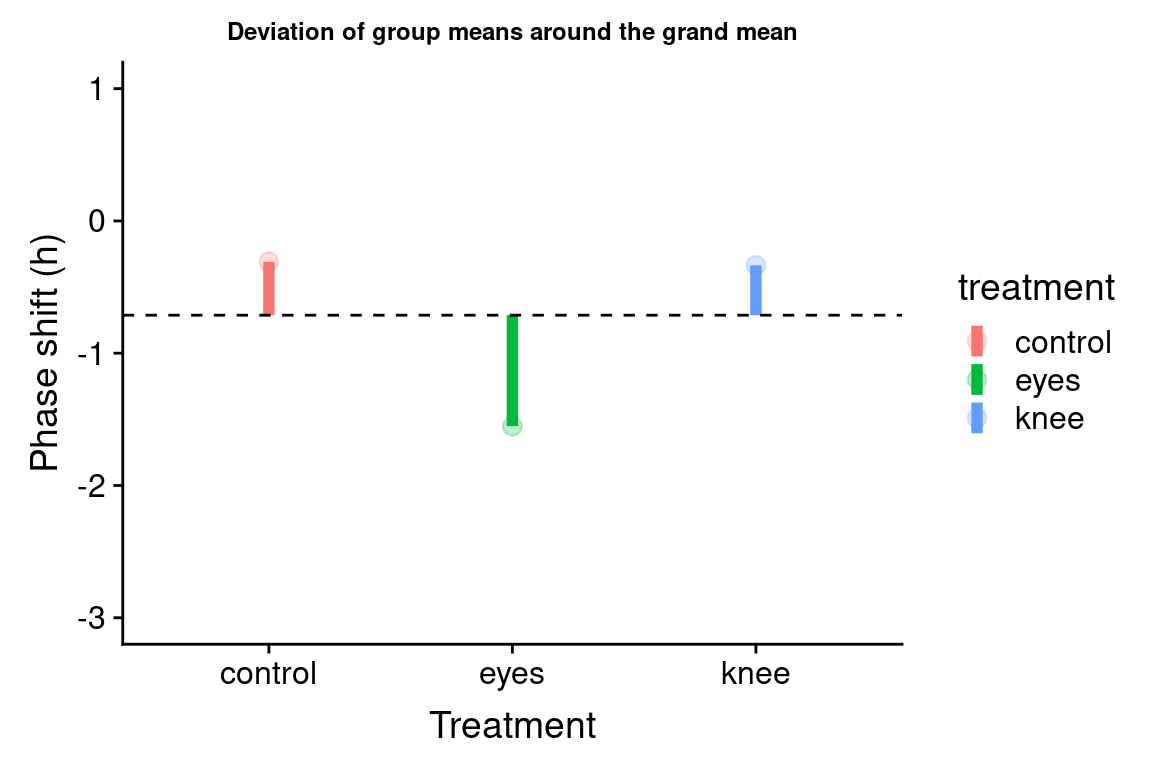 Deviation of group means around the grand mean
1
0
-1
-2
-3
Phase shift (h)
control
eyes
knee
Treatment
treatment
control
eyes
knee